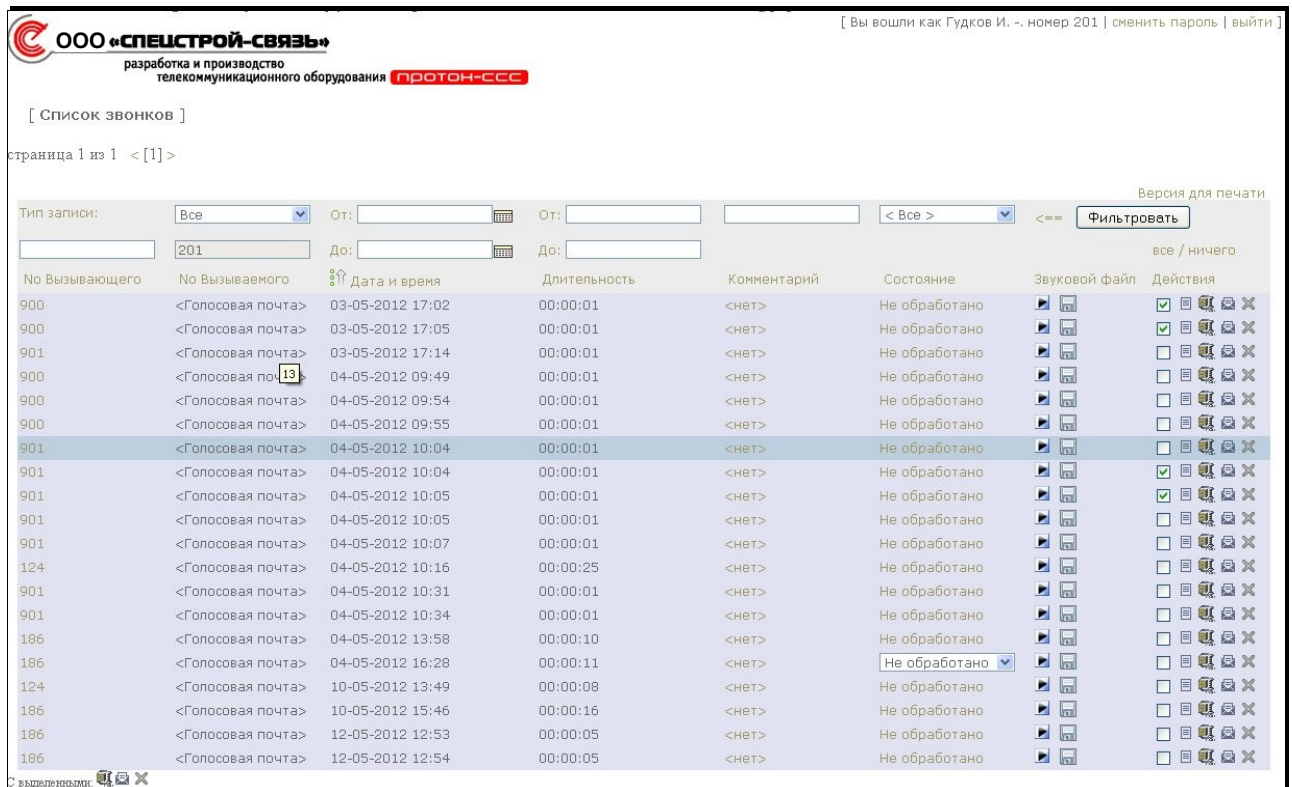 [ Вы вошли как Гудков И. -. номер 201 | сменить пароль | выйти ]
ООО «СПЕЦСТРОЙ-СВЯЗЬ»
разработка и производство
телекоммуникационного оборудования ПРОТОН-ССС
[ Список звонков ]
страница 1 из 1 < [1] >
Версия для печати
Тип записи: Все От: От: < Все > <== Фильтровать
201 До: До: все / ничего
No Вызывающего No Вызываемого Дата и время Длительность Комментарий Состояние Звуковой файл Действия
900 <Голосовая почта> 03-05-2012 17:02 00:00:01 <нет> Не обработано
900 <Голосовая почта> 03-05-2012 17:05 00:00:01 <нет> Не обработано
901 <Голосовая почта> 03-05-2012 17:14 00:00:01 <нет> Не обработано
900 <Голосовая поч 13 04-05-2012 09:49 00:00:01 <нет> Не обработано
900 <Голосовая почта> 04-05-2012 09:54 00:00:01 <нет> Не обработано
900 <Голосовая почта> 04-05-2012 09:55 00:00:01 <нет> Не обработано
901 <Голосовая почта> 04-05-2012 10:04 00:00:01 <нет> Не обработано
901 <Голосовая почта> 04-05-2012 10:04 00:00:01 <нет> Не обработано
901 <Голосовая почта> 04-05-2012 10:05 00:00:01 <нет> Не обработано
901 <Голосовая почта> 04-05-2012 10:05 00:00:01 <нет> Не обработано
901 <Голосовая почта> 04-05-2012 10:07 00:00:01 <нет> Не обработано
124 <Голосовая почта> 04-05-2012 10:16 00:00:25 <нет> Не обработано
901 <Голосовая почта> 04-05-2012 10:31 00:00:01 <нет> Не обработано
901 <Голосовая почта> 04-05-2012 10:34 00:00:01 <нет> Не обработано
186 <Голосовая почта> 04-05-2012 13:58 00:00:10 <нет> Не обработано
186 <Голосовая почта> 04-05-2012 16:28 00:00:11 <нет> Не обработано
124 <Голосовая почта> 10-05-2012 13:49 00:00:08 <нет> Не обработано
186 <Голосовая почта> 10-05-2012 15:46 00:00:16 <нет> Не обработано
186 <Голосовая почта> 12-05-2012 12:53 00:00:05 <нет> Не обработано
186 <Голосовая почта> 12-05-2012 12:54 00:00:05 <нет> Не обработано
С выделенными: